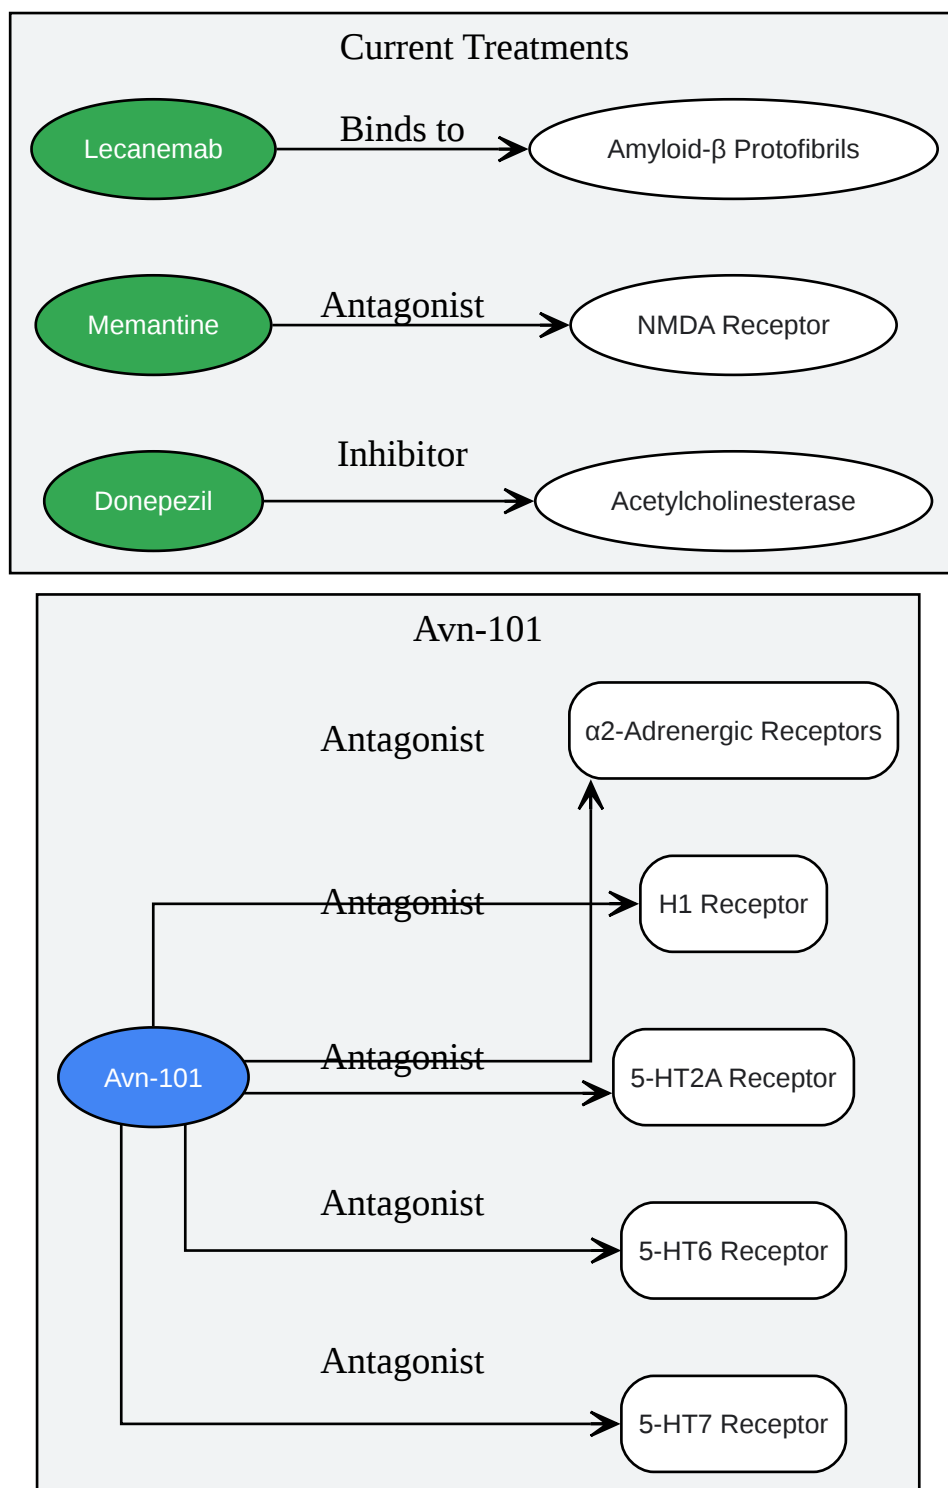 Current Treatments
Lecanemab
Binds to
Amyloid-β Protofibrils
Memantine
Antagonist
NMDA Receptor
Donepezil
Inhibitor
Acetylcholinesterase
Avn-101
Antagonist
α2-Adrenergic Receptors
Antagonist
H1 Receptor
Avn-101
Antagonist
5-HT2A Receptor
Antagonist
5-HT6 Receptor
Antagonist
5-HT7 Receptor